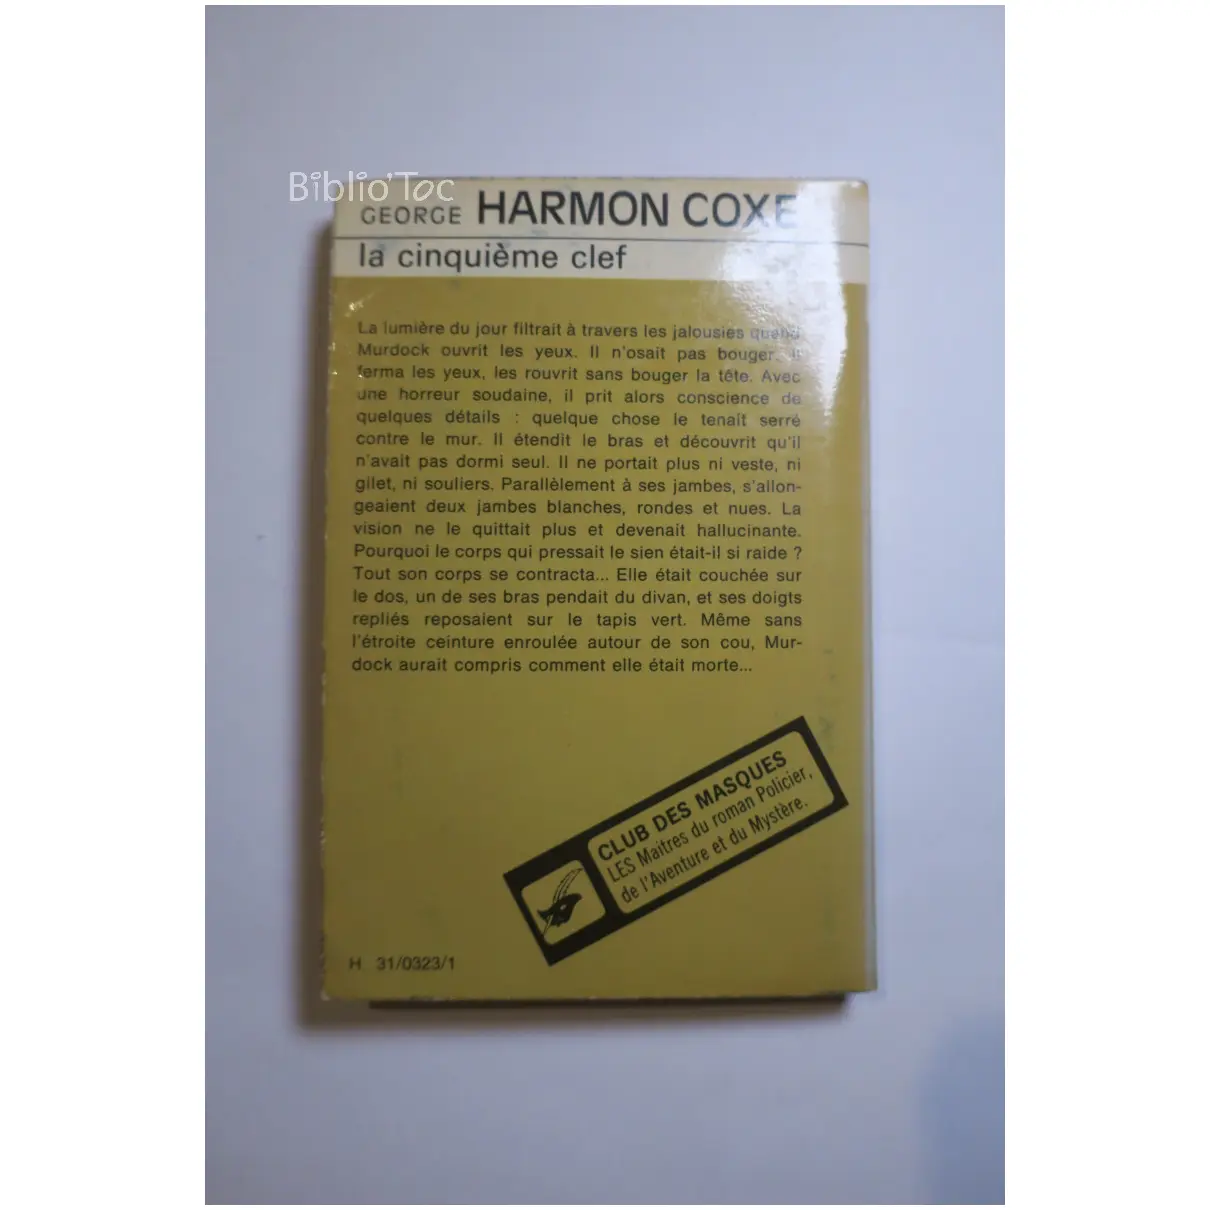 Biblio'Toc
GEORGE HARMON COXE
la cinquième clef
La lumière du jour filtrait à travers les jalousies quand
Murdock ouvrit les yeux. Il n'osait pas bouger. Il
ferma les yeux, les rouvrit sans bouger la tête. Avec
une horreur soudaine, il prit alors conscience de
quelques détails : quelque chose le tenait serré
contre le mur. Il étendit le bras et découvrit qu'il
n'avait pas dormi seul. Il ne portait plus ni veste, ni
gilet, ni souliers. Parallèlement à ses jambes, s'allon-
geaient deux jambes blanches, rondes et nues. La
vision ne le quittait plus et devenait hallucinante.
Pourquoi le corps qui pressait le sien était-il si raide ?
Tout son corps se contracta... Elle était couchée sur
le dos, un de ses bras pendait du divan, et ses doigts
repliés reposaient sur le tapis vert. Même sans
l'étroite ceinture enroulée autour de son cou, Mur-
dock aurait compris comment elle était morte...
CLUB DES MASQUES
LES Maîtres du roman Policier,
de l'Aventure et du Mystère.
H 31/0323/1